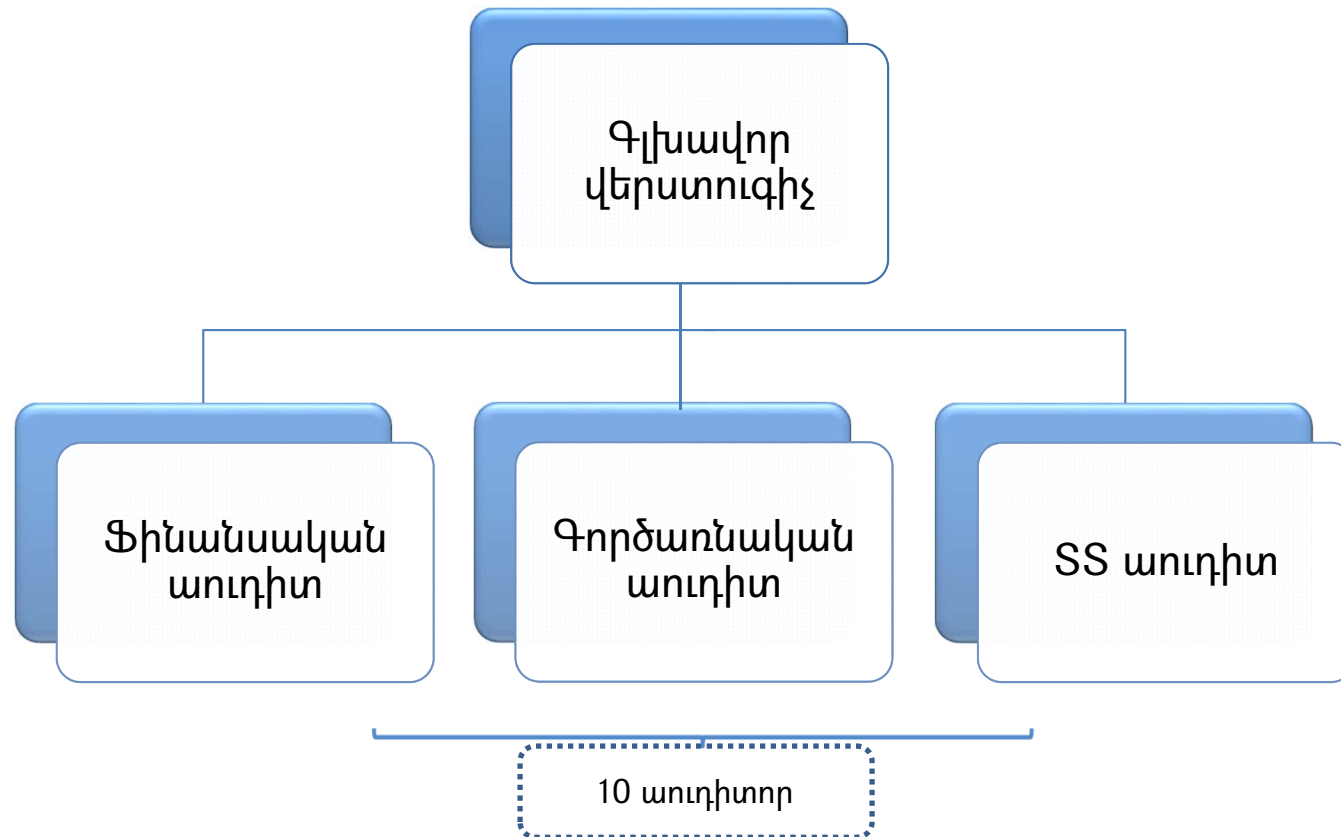 Գլխավոր
վերստուգիչ
Ֆինանսական
աուդիտ
Գործառնական
աուդիտ
ՏՏ աուդիտ
10 աուդիտոր